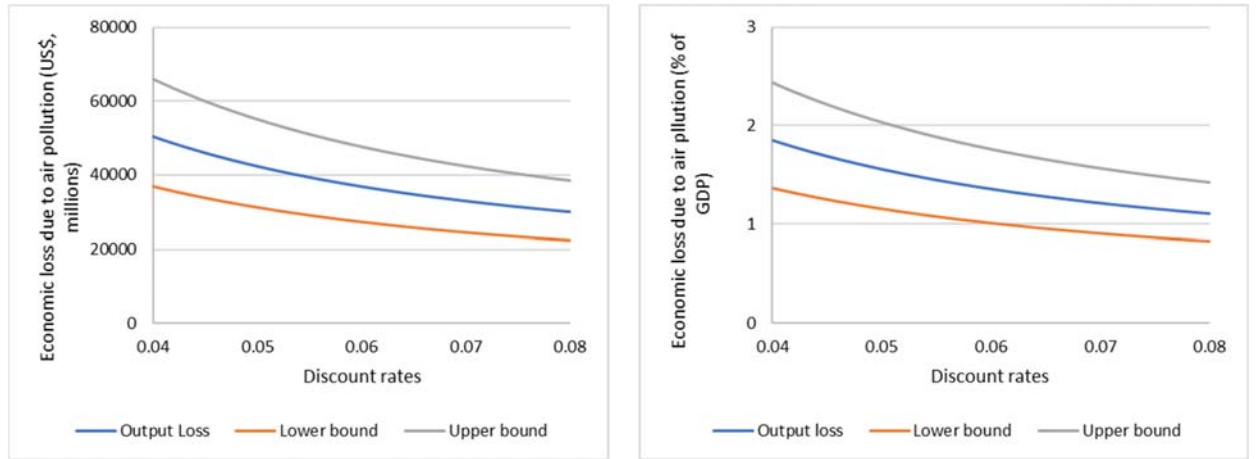 Economic loss due to air pollution (US$,
millions)
80000
60000
40000
20000
0
0.04 0.05 0.06 0.07 0.08
Discount rates
Output Loss Lower bound Upper bound
Economic loss due to air pllution (% of
GDP)
3
2
1
0
0.04 0.05 0.06 0.07 0.08
Discount rates
Output loss Lower bound Upper bound